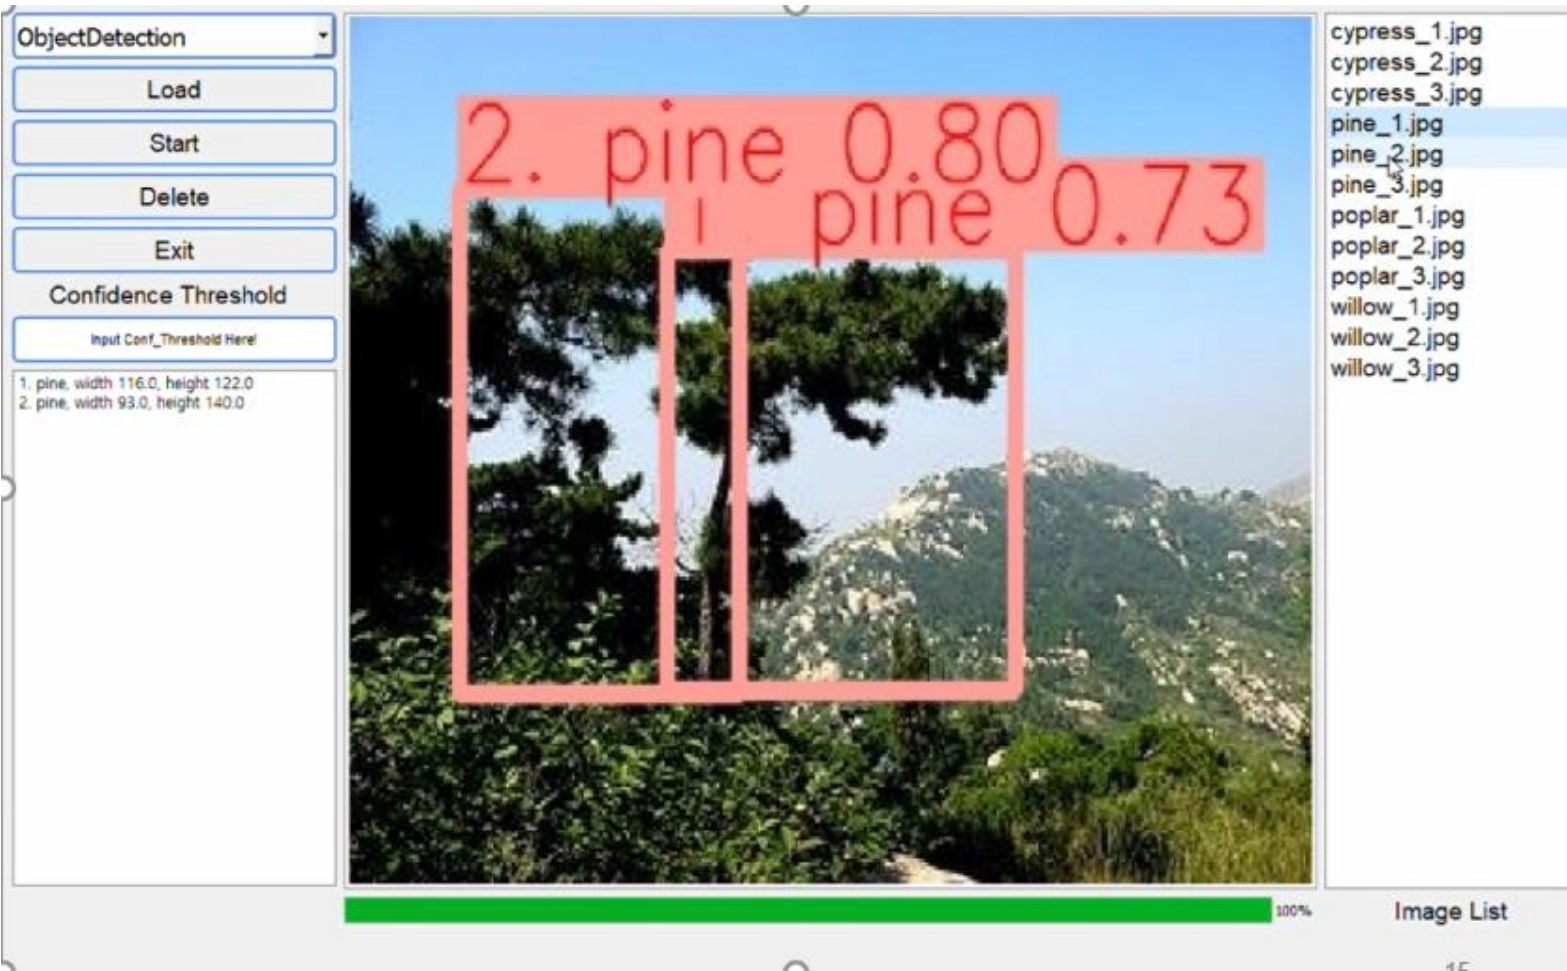 ObjectDetection
Load
Start
Delete
Exit
Confidence Threshold
Input Conf_Threshold Here!
1. pine, width 116.0, height 122.0
2. pine, width 93.0, height 140.0
2. pine 0.80
pine 0.73
100%
cypress_1.jpg
cypress_2.jpg
cypress_3.jpg
pine_1.jpg
pine_2.jpg
pine_3.jpg
poplar_1.jpg
poplar_2.jpg
poplar_3.jpg
willow_1.jpg
willow_2.jpg
willow_3.jpg
Image List